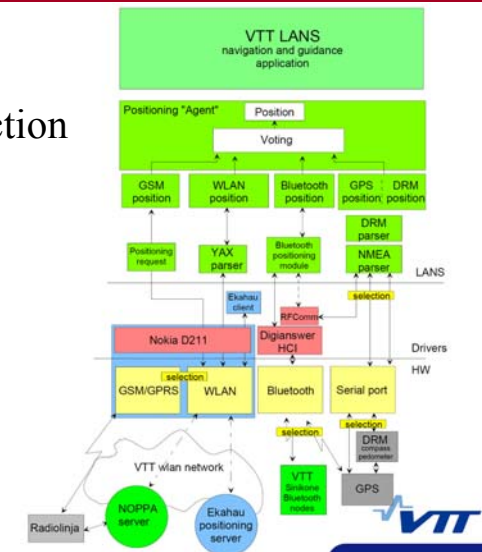 VTT LANS
navigation and guidance
application
ction
Positioning "Agent"
Position
Voting
GSM
position
WLAN
position
Bluetooth
position
GPS
position
DRM
position
DRM
parser
Positioning
request
YAX
parser
Bluetooth
positioning
module
NMEA
parser
LANS
selection
Ekahau
client
RFComm
Nokia D211
Digianswer
HCI
Drivers
HW
selection
GSM/GPRS
WLAN
Bluetooth
Serial port
selection
selection
DRM
compass
pedometer
VTT wlan network
VTT
Sinikone
Bluetooth
nodes
GPS
NOPPA
server
Ekahau
positioning
server
Radiolinja
VTT